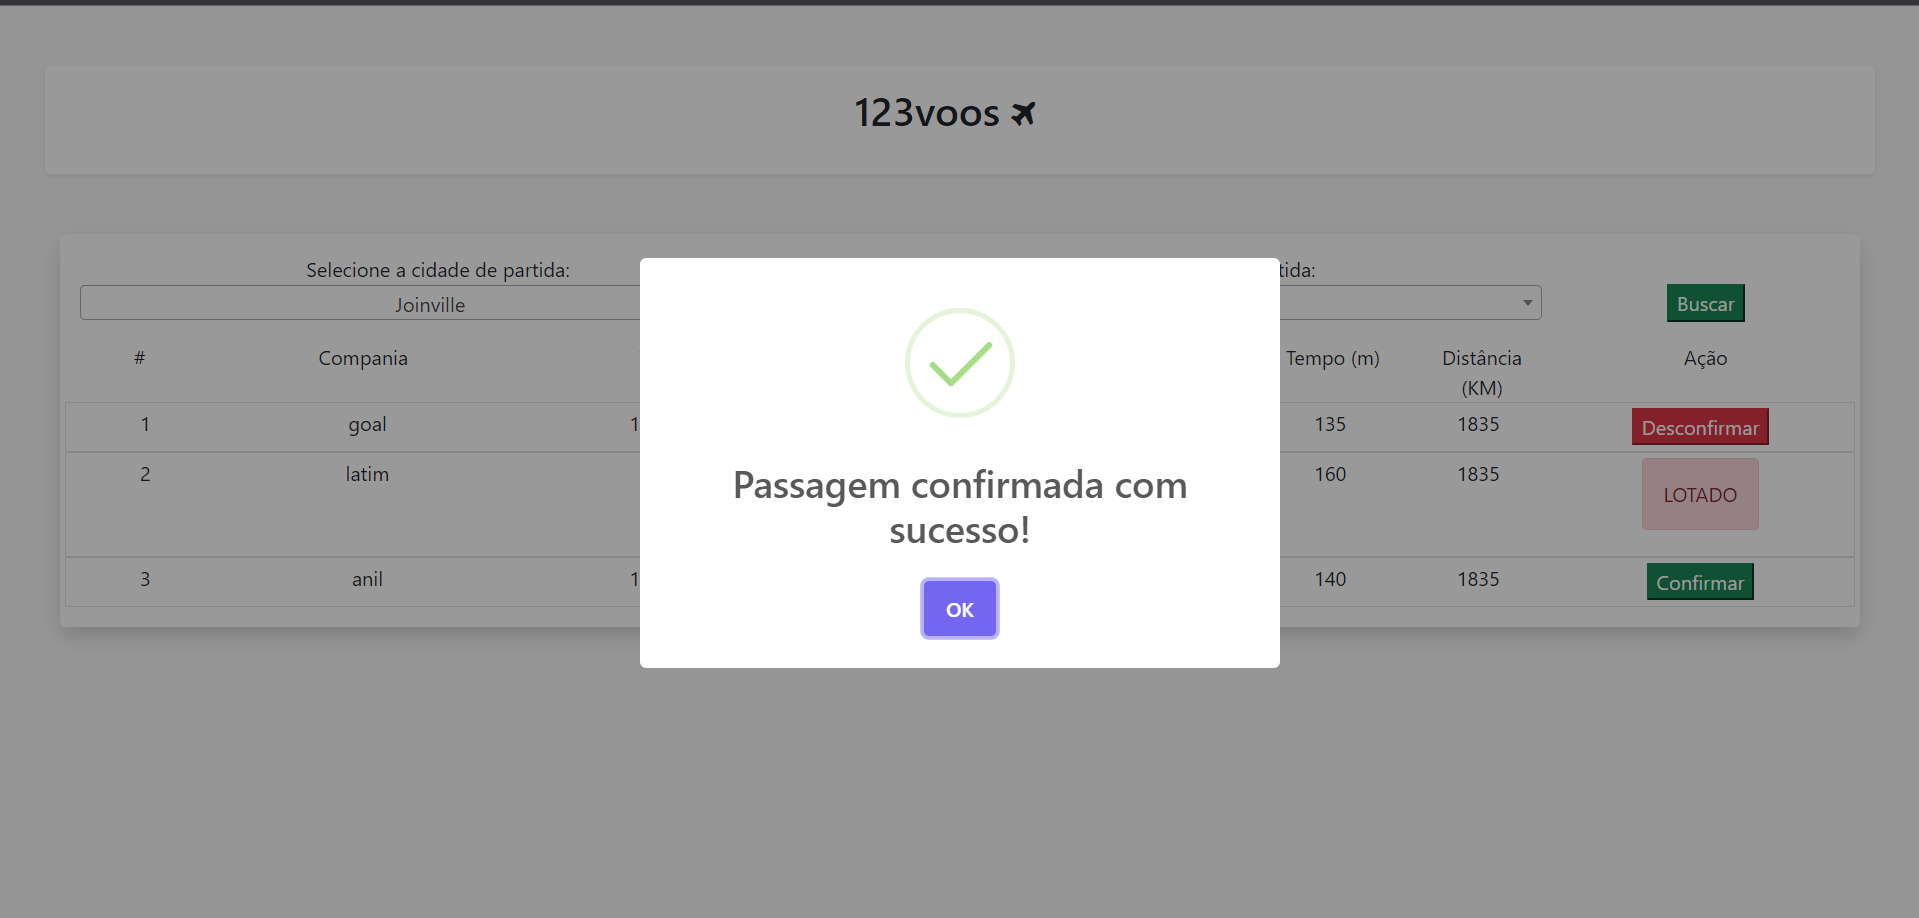 123voos
Selecione a cidade de partida:
tida:
Joinville
Buscar
# Compania Tempo (m) Distância
(KM) Ação
1 goal 1 135 1835 Desconfirmar
2 latim 160 1835 LOTADO
3 anil 1 140 1835 Confirmar
Passagem confirmada com
sucesso!
OK